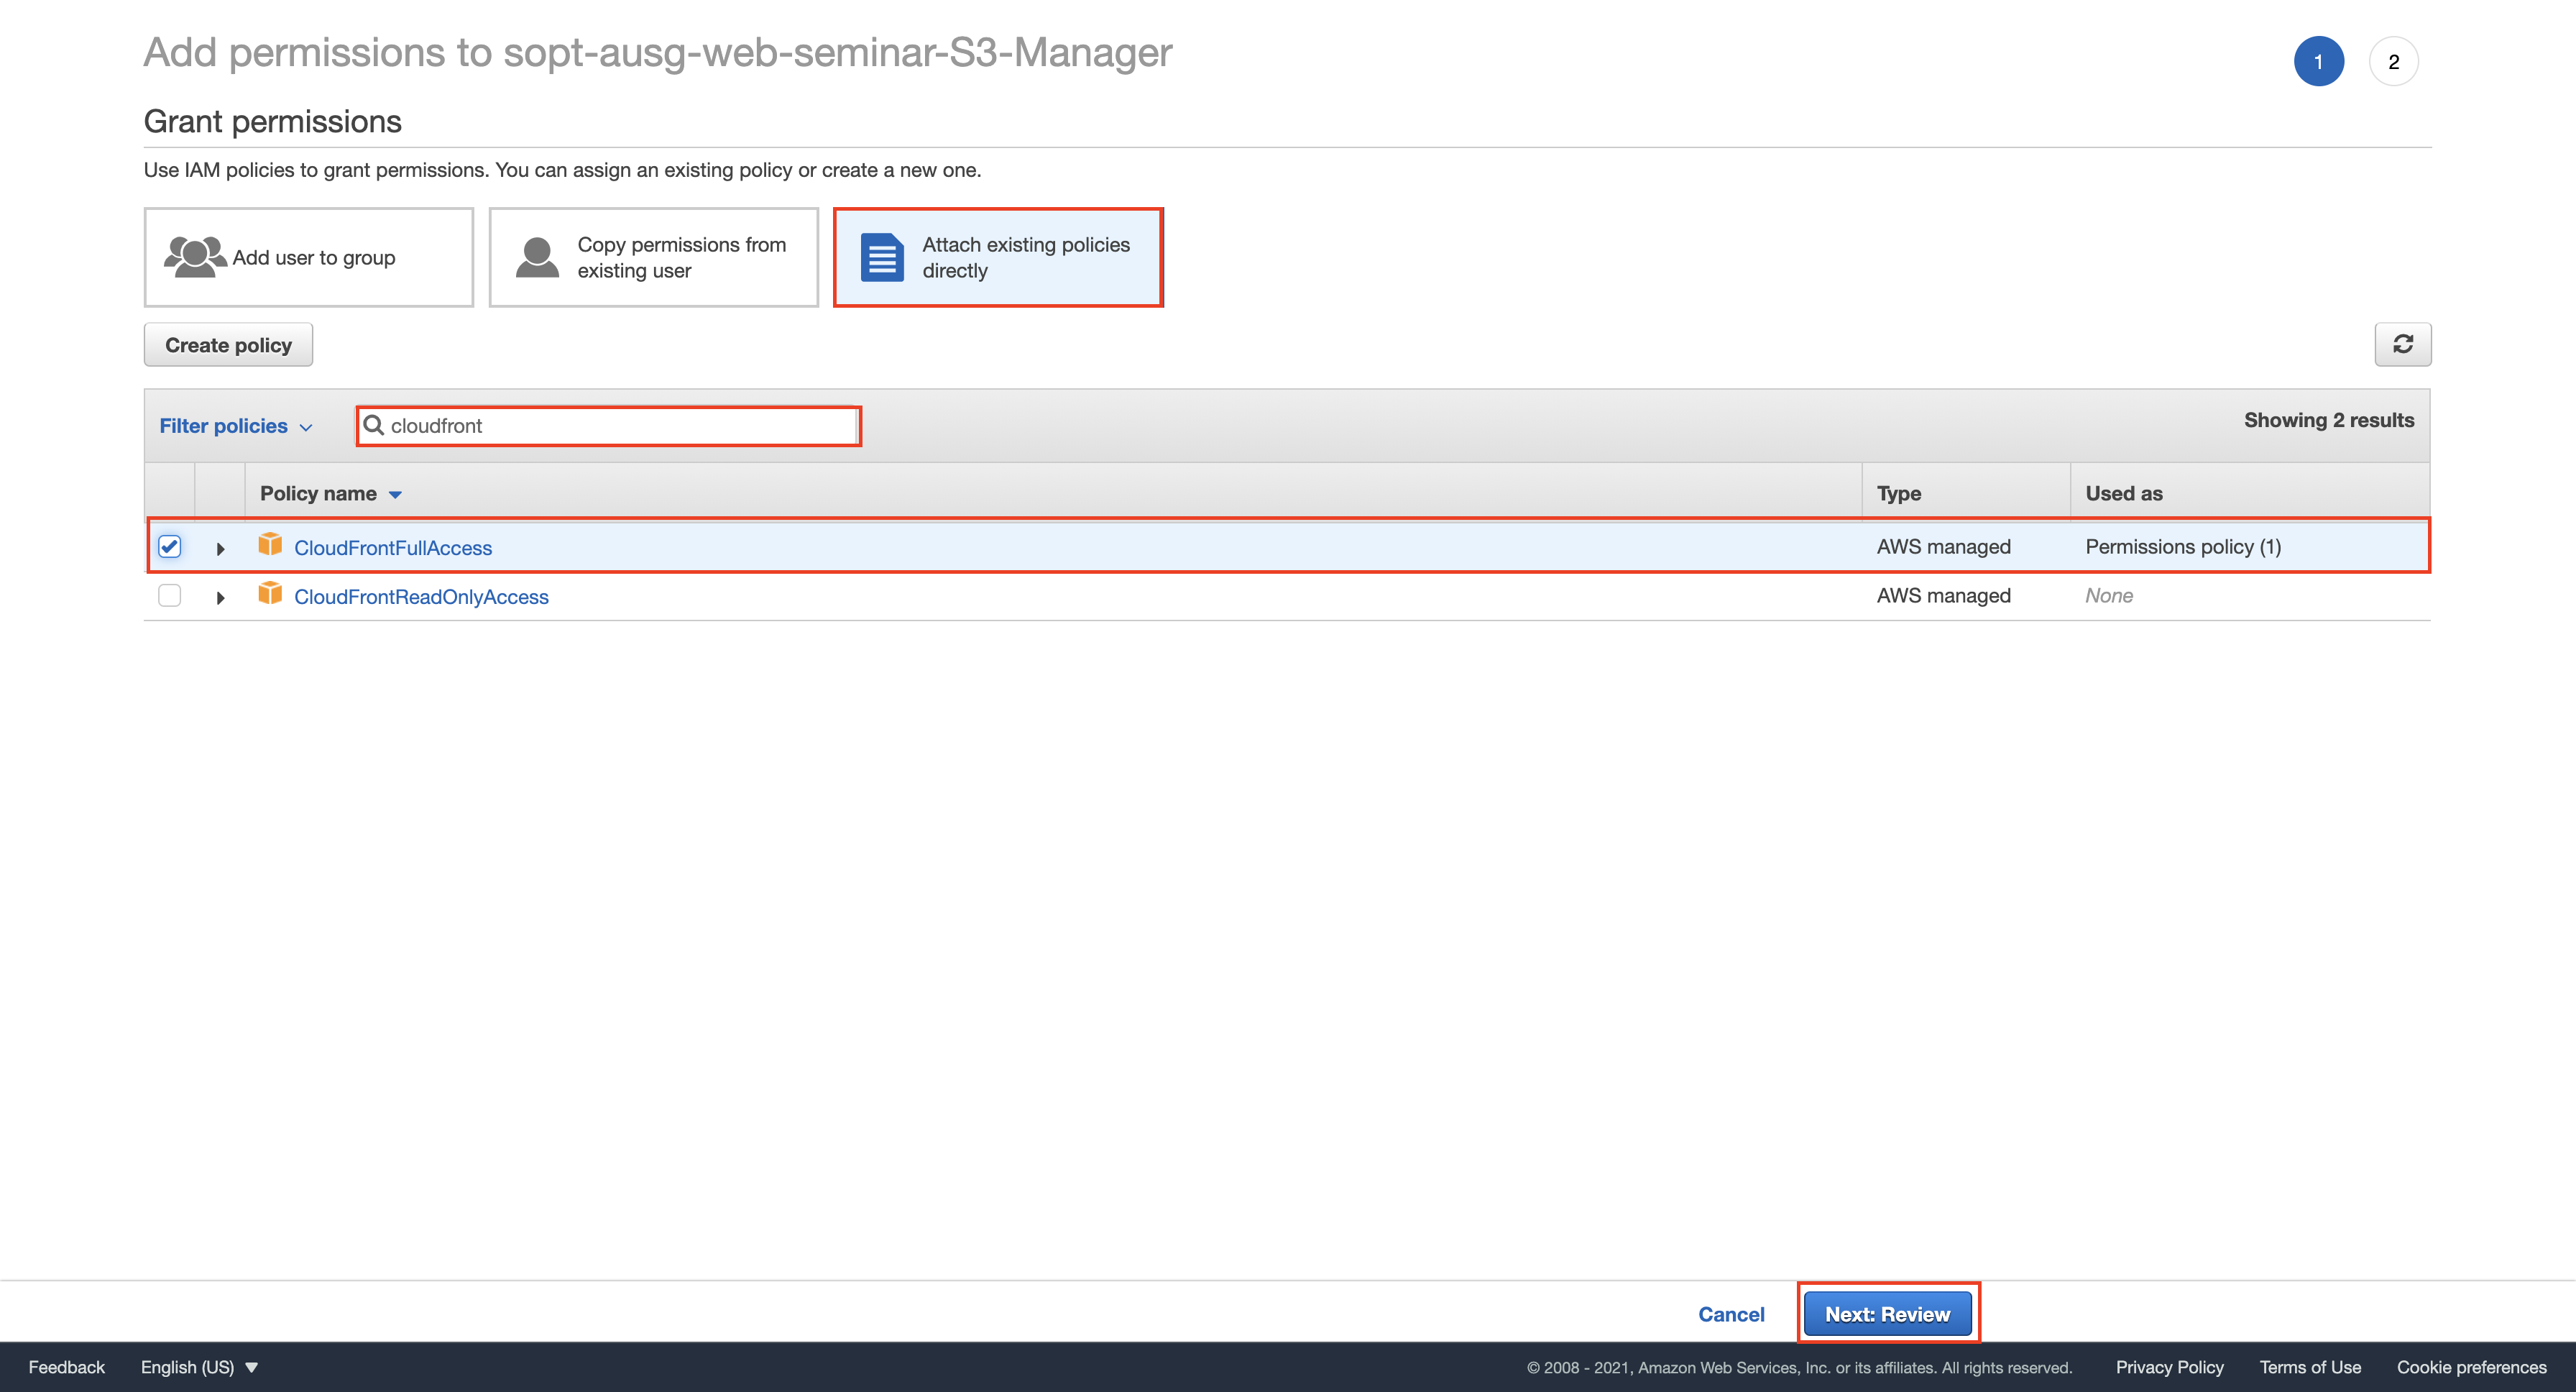 Add permissions to sopt-ausg-web-seminar-S3-Manager
1 2
Grant permissions
Use IAM policies to grant permissions. You can assign an existing policy or create a new one.
Add user to group
Copy permissions from
existing user
Attach existing policies
directly
Create policy
Filter policies
cloudfront
Showing 2 results
Policy name Type Used as
CloudFrontFullAccess AWS managed Permissions policy (1)
CloudFrontReadOnlyAccess AWS managed None
Cancel Next: Review
Feedback English (US) © 2008 - 2021, Amazon Web Services, Inc. or its affiliates. All rights reserved. Privacy Policy Terms of Use Cookie preferences